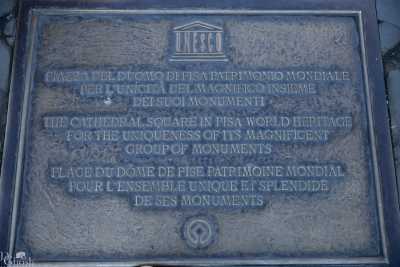 UNESCO
PIAZZA DEL DUOMO DI PISA PATRIMONIO MONDIALE
PER L'UNICITÀ DEL MAGNIFICO INSIEME
DEI SUOI MONUMENTI
THE CATHEDRAL SQUARE IN PISA WORLD HERITAGE
FOR THE UNIQUENESS OF ITS MAGNIFICENT
GROUP OF MONUMENTS
PLACE DU DÔME DE PISE PATRIMOINE MONDIAL
POUR L'ENSEMBLE UNIQUE ET SPLENDIDE
DE SES MONUMENTS